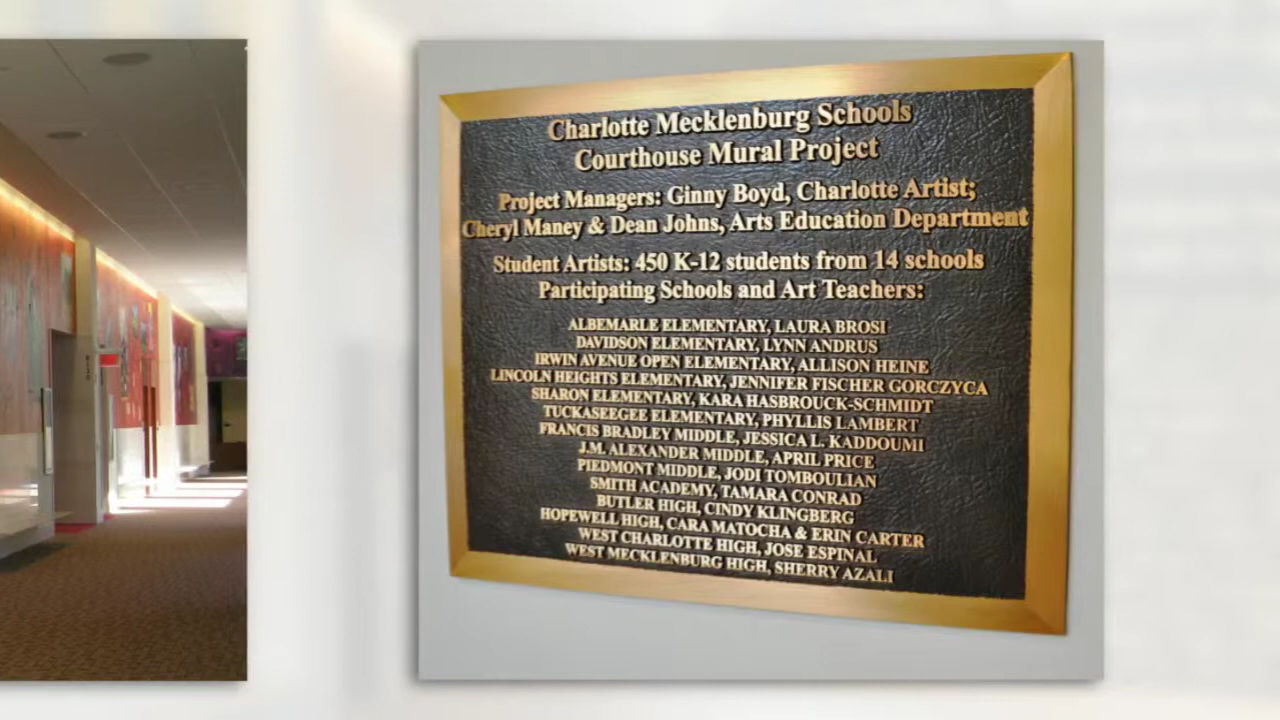 Charlotte Mecklenburg Schools
Courthouse Mural Project
Project Managers: Ginny Boyd, Charlotte Artist;
Cheryl Maney & Dean Johns, Arts Education Department
Student Artists: 450 K-12 students from 14 schools
Participating Schools and Art Teachers:
ALBEMARLE ELEMENTARY, LAURA BROSI
DAVIDSON ELEMENTARY, LYNN ANDRUS
IRWIN AVENUE OPEN ELEMENTARY, ALLISON HEINE
LINCOLN HEIGHTS ELEMENTARY, JENNIFER FISCHER GORCZYCA
SHARON ELEMENTARY, KARA HASBROUCK-SCHMIDT
TUCKASEEGEE ELEMENTARY, PHYLLIS LAMBERT
FRANCIS BRADLEY MIDDLE, JESSICA L. KADDOUMI
J.M. ALEXANDER MIDDLE, APRIL PRICE
PIEDMONT MIDDLE, JODI TOMBOULIAN
SMITH ACADEMY, TAMARA CONRAD
BUTLER HIGH, CINDY KLINGBERG
HOPEWELL HIGH, CARA MATOCHA & ERIN CARTER
WEST CHARLOTTE HIGH, JOSE ESPINAL
WEST MECKLENBURG HIGH, SHERRY AZALI